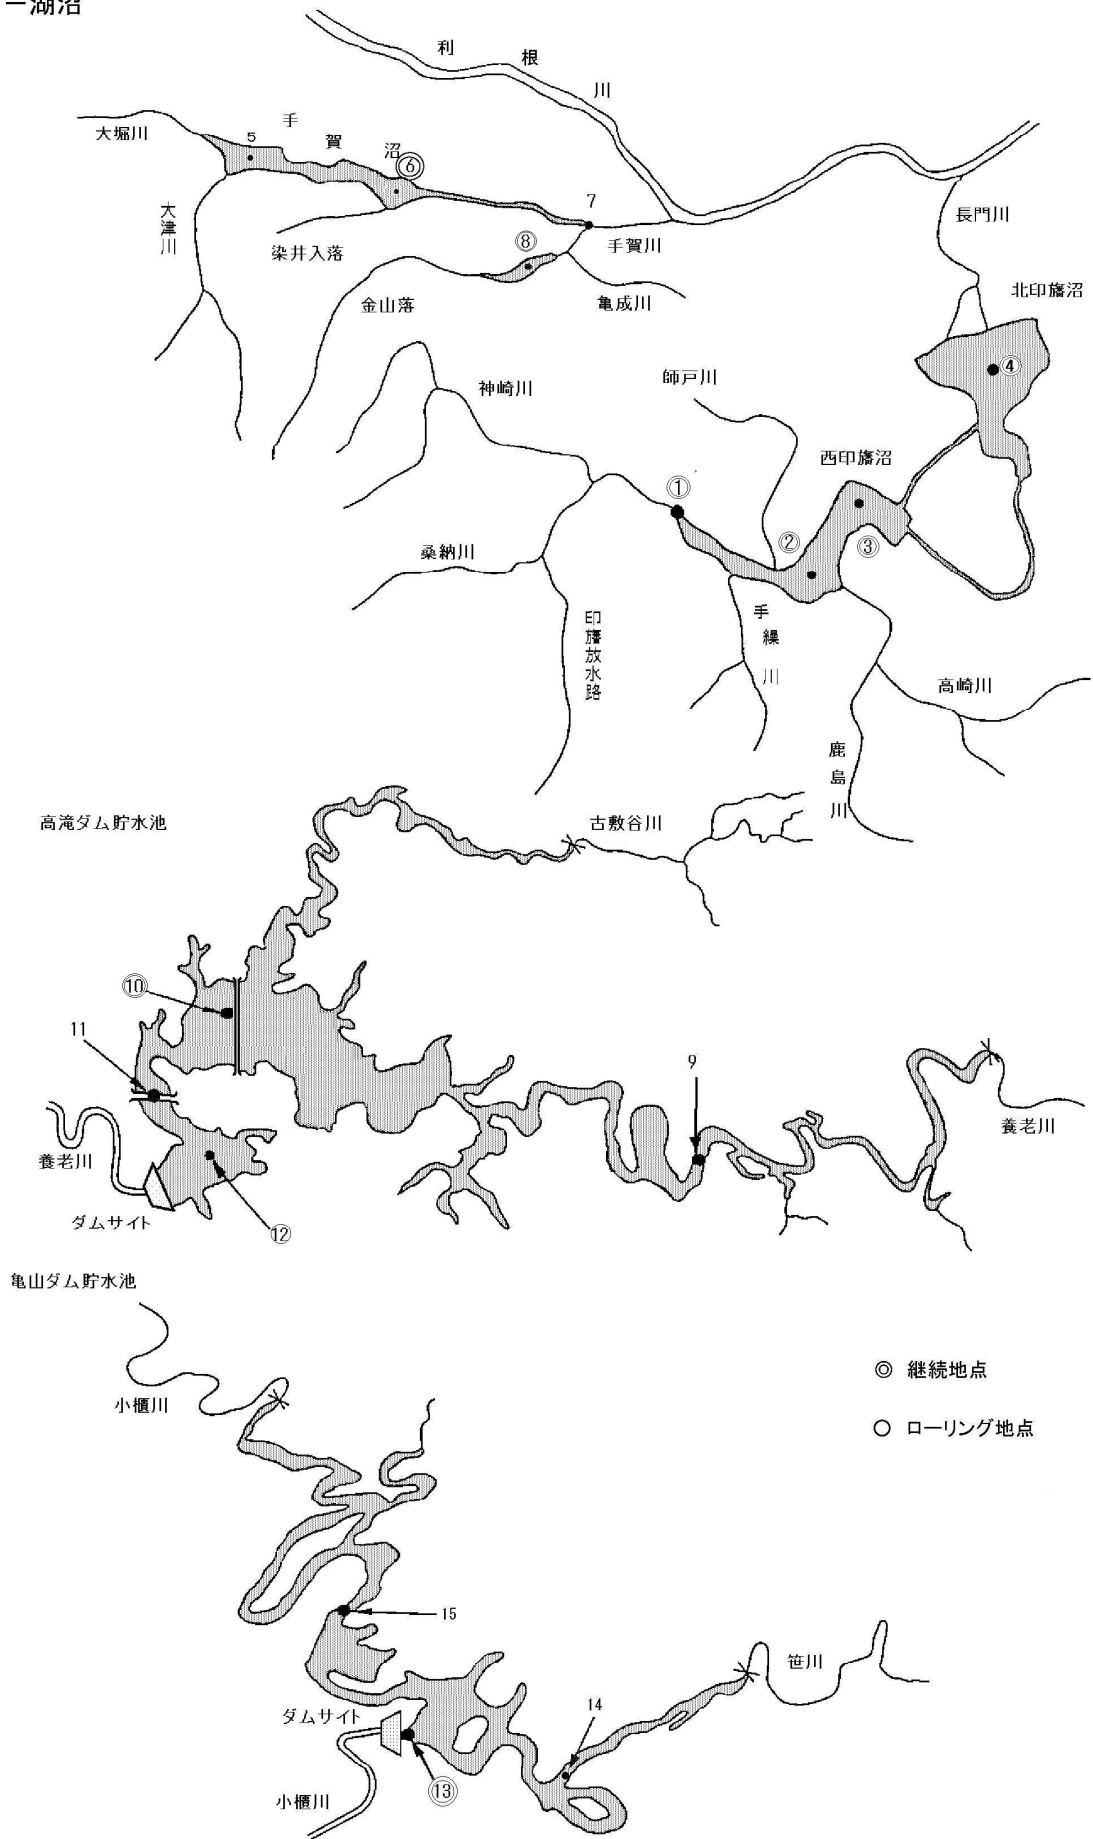 ー湖沼
利根川
大堀川
手賀沼
5
⑥
7
長門川
大津川
染井入落
⑧
手賀川
北印旛沼
金山落
亀成川
④
神崎川
師戸川
西印旛沼
①
②
③
桑納川
印旛放水路
手繰川
高崎川
鹿島川
高滝ダム貯水池
古敷谷川
⑩
11
9
養老川
養老川
ダムサイト
⑫
亀山ダム貯水池
◎ 継続地点
小櫃川
○ ローリング地点
15
笹川
ダムサイト
14
⑬
小櫃川